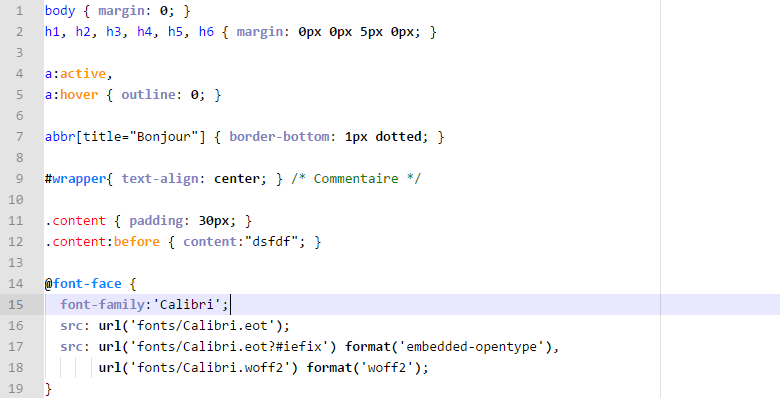 1 body { margin: 0; }
2 h1, h2, h3, h4, h5, h6 { margin: 0px 0px 5px 0px; }
3
4 a:active,
5 a:hover { outline: 0; }
6
7 abbr[title="Bonjour"] { border-bottom: 1px dotted; }
8
9 #wrapper{ text-align: center; } /* Commentaire */
10
11 .content { padding: 30px; }
12 .content:before { content:"dsfdf"; }
13
14 @font-face {
15   font-family:'Calibri';
16   src: url('fonts/Calibri.eot');
17   src: url('fonts/Calibri.eot?#iefix') format('embedded-opentype'),
18        url('fonts/Calibri.woff2') format('woff2');
19 }